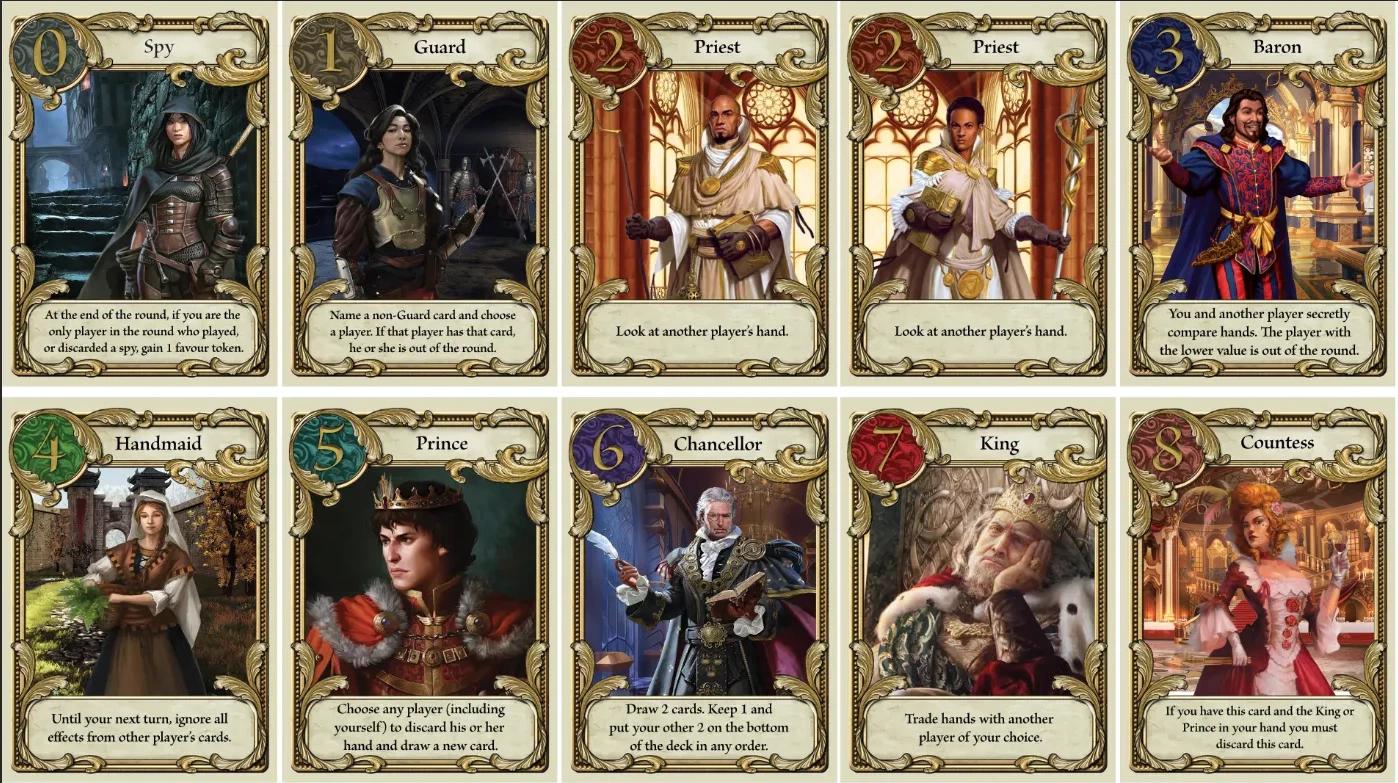 0
Spy
At the end of the round, if you are the
only player in the round who played,
or discarded a spy, gain 1 favour token.
1
Guard
Name a non-Guard card and choose
a player. If that player has that card,
he or she is out of the round.
2
Priest
Look at another player's hand.
2
Priest
Look at another player's hand.
3
Baron
You and another player secretly
compare hands. The player with
the lower value is out of the round.
4
Handmaid
Until your next turn, ignore all
effects from other player's cards.
5
Prince
Choose any player (including
yourself) to discard his or her
hand and draw a new card.
6
Chancellor
Draw 2 cards. Keep 1 and
put your other 2 on the bottom
of the deck in any order.
7
King
Trade hands with another
player of your choice.
8
Countess
If you have this card and the King or
Prince in your hand you must
discard this card.